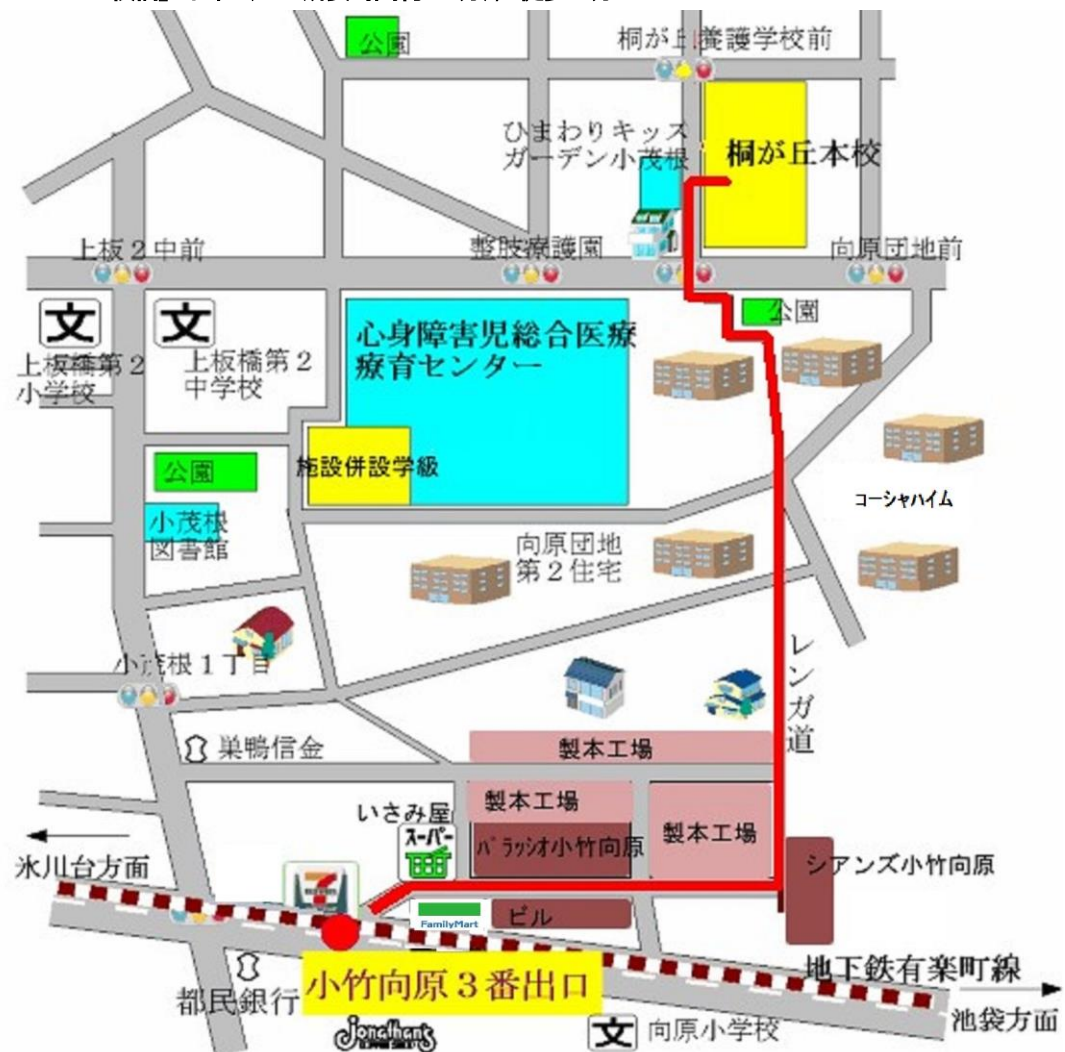 公園
桐が丘養護学校前
ひまわりキッズ
ガーデン小茂根
桐が丘本校
上板2中前
整肢療護園
向原団地前
文
文
公園
上板橋第2
小学校
上板橋第2
中学校
心身障害児総合医療
療育センター
施設併設学級
公園
コーシャハイム
小茂根
図書館
向原団地
第2住宅
レンガ道
小茂根1丁目
巣鴨信金
製本工場
いさみ屋
スーパー
製本工場
パラッシオ小竹向原
製本工場
シアンズ小竹向原
氷川台方面
FamilyMart
ビル
小竹向原3番出口
地下鉄有楽町線
池袋方面
都民銀行
Jonathan's
文
向原小学校